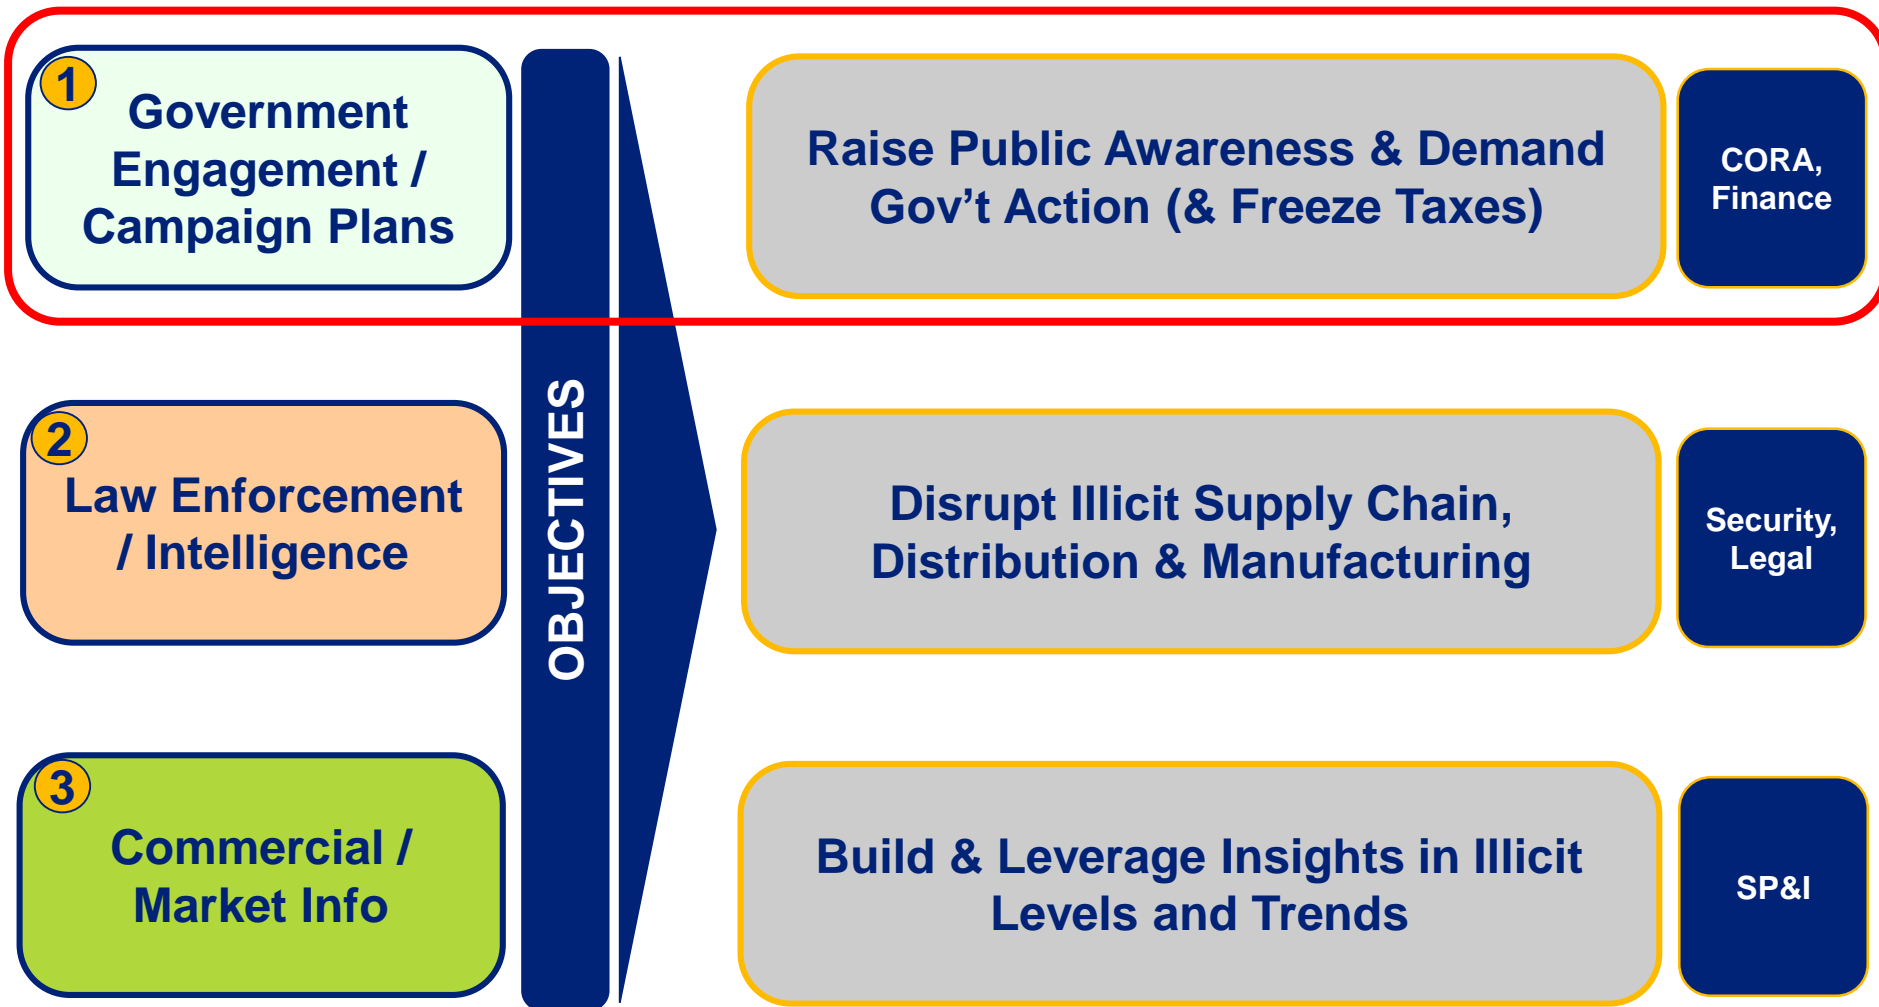 1
Government
Engagement /
Campaign Plans
Raise Public Awareness & Demand
Gov’t Action (& Freeze Taxes)
CORA,
Finance
OBJECTIVES
2
Law Enforcement
/ Intelligence
Disrupt Illicit Supply Chain,
Distribution & Manufacturing
Security,
Legal
3
Commercial /
Market Info
Build & Leverage Insights in Illicit
Levels and Trends
SP&I